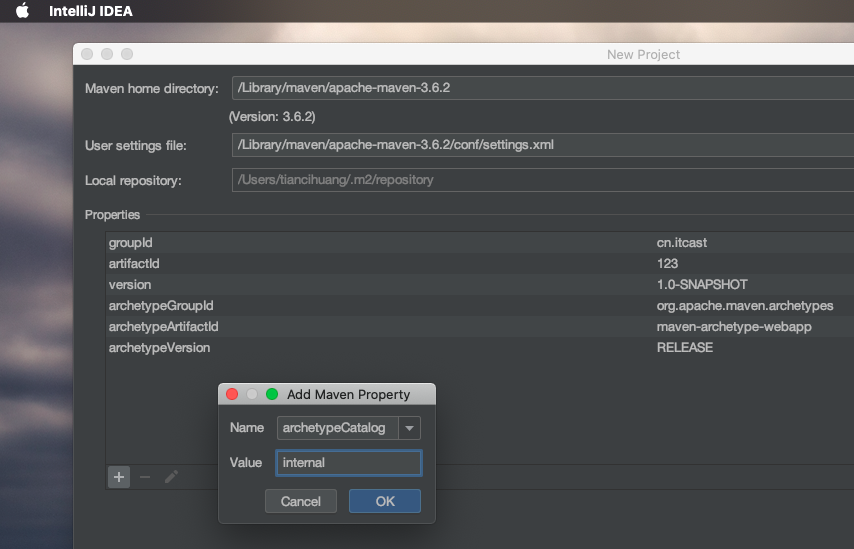 IntelliJ IDEA
New Project
Maven home directory: /Library/maven/apache-maven-3.6.2
(Version: 3.6.2)
User settings file: /Library/maven/apache-maven-3.6.2/conf/settings.xml
Local repository: /Users/tiancihuang/.m2/repository
Properties
groupId cn.itcast
artifactId 123
version 1.0-SNAPSHOT
archetypeGroupId org.apache.maven.archetypes
archetypeArtifactId maven-archetype-webapp
archetypeVersion RELEASE
Add Maven Property
Name archetypeCatalog
Value internal
Cancel OK